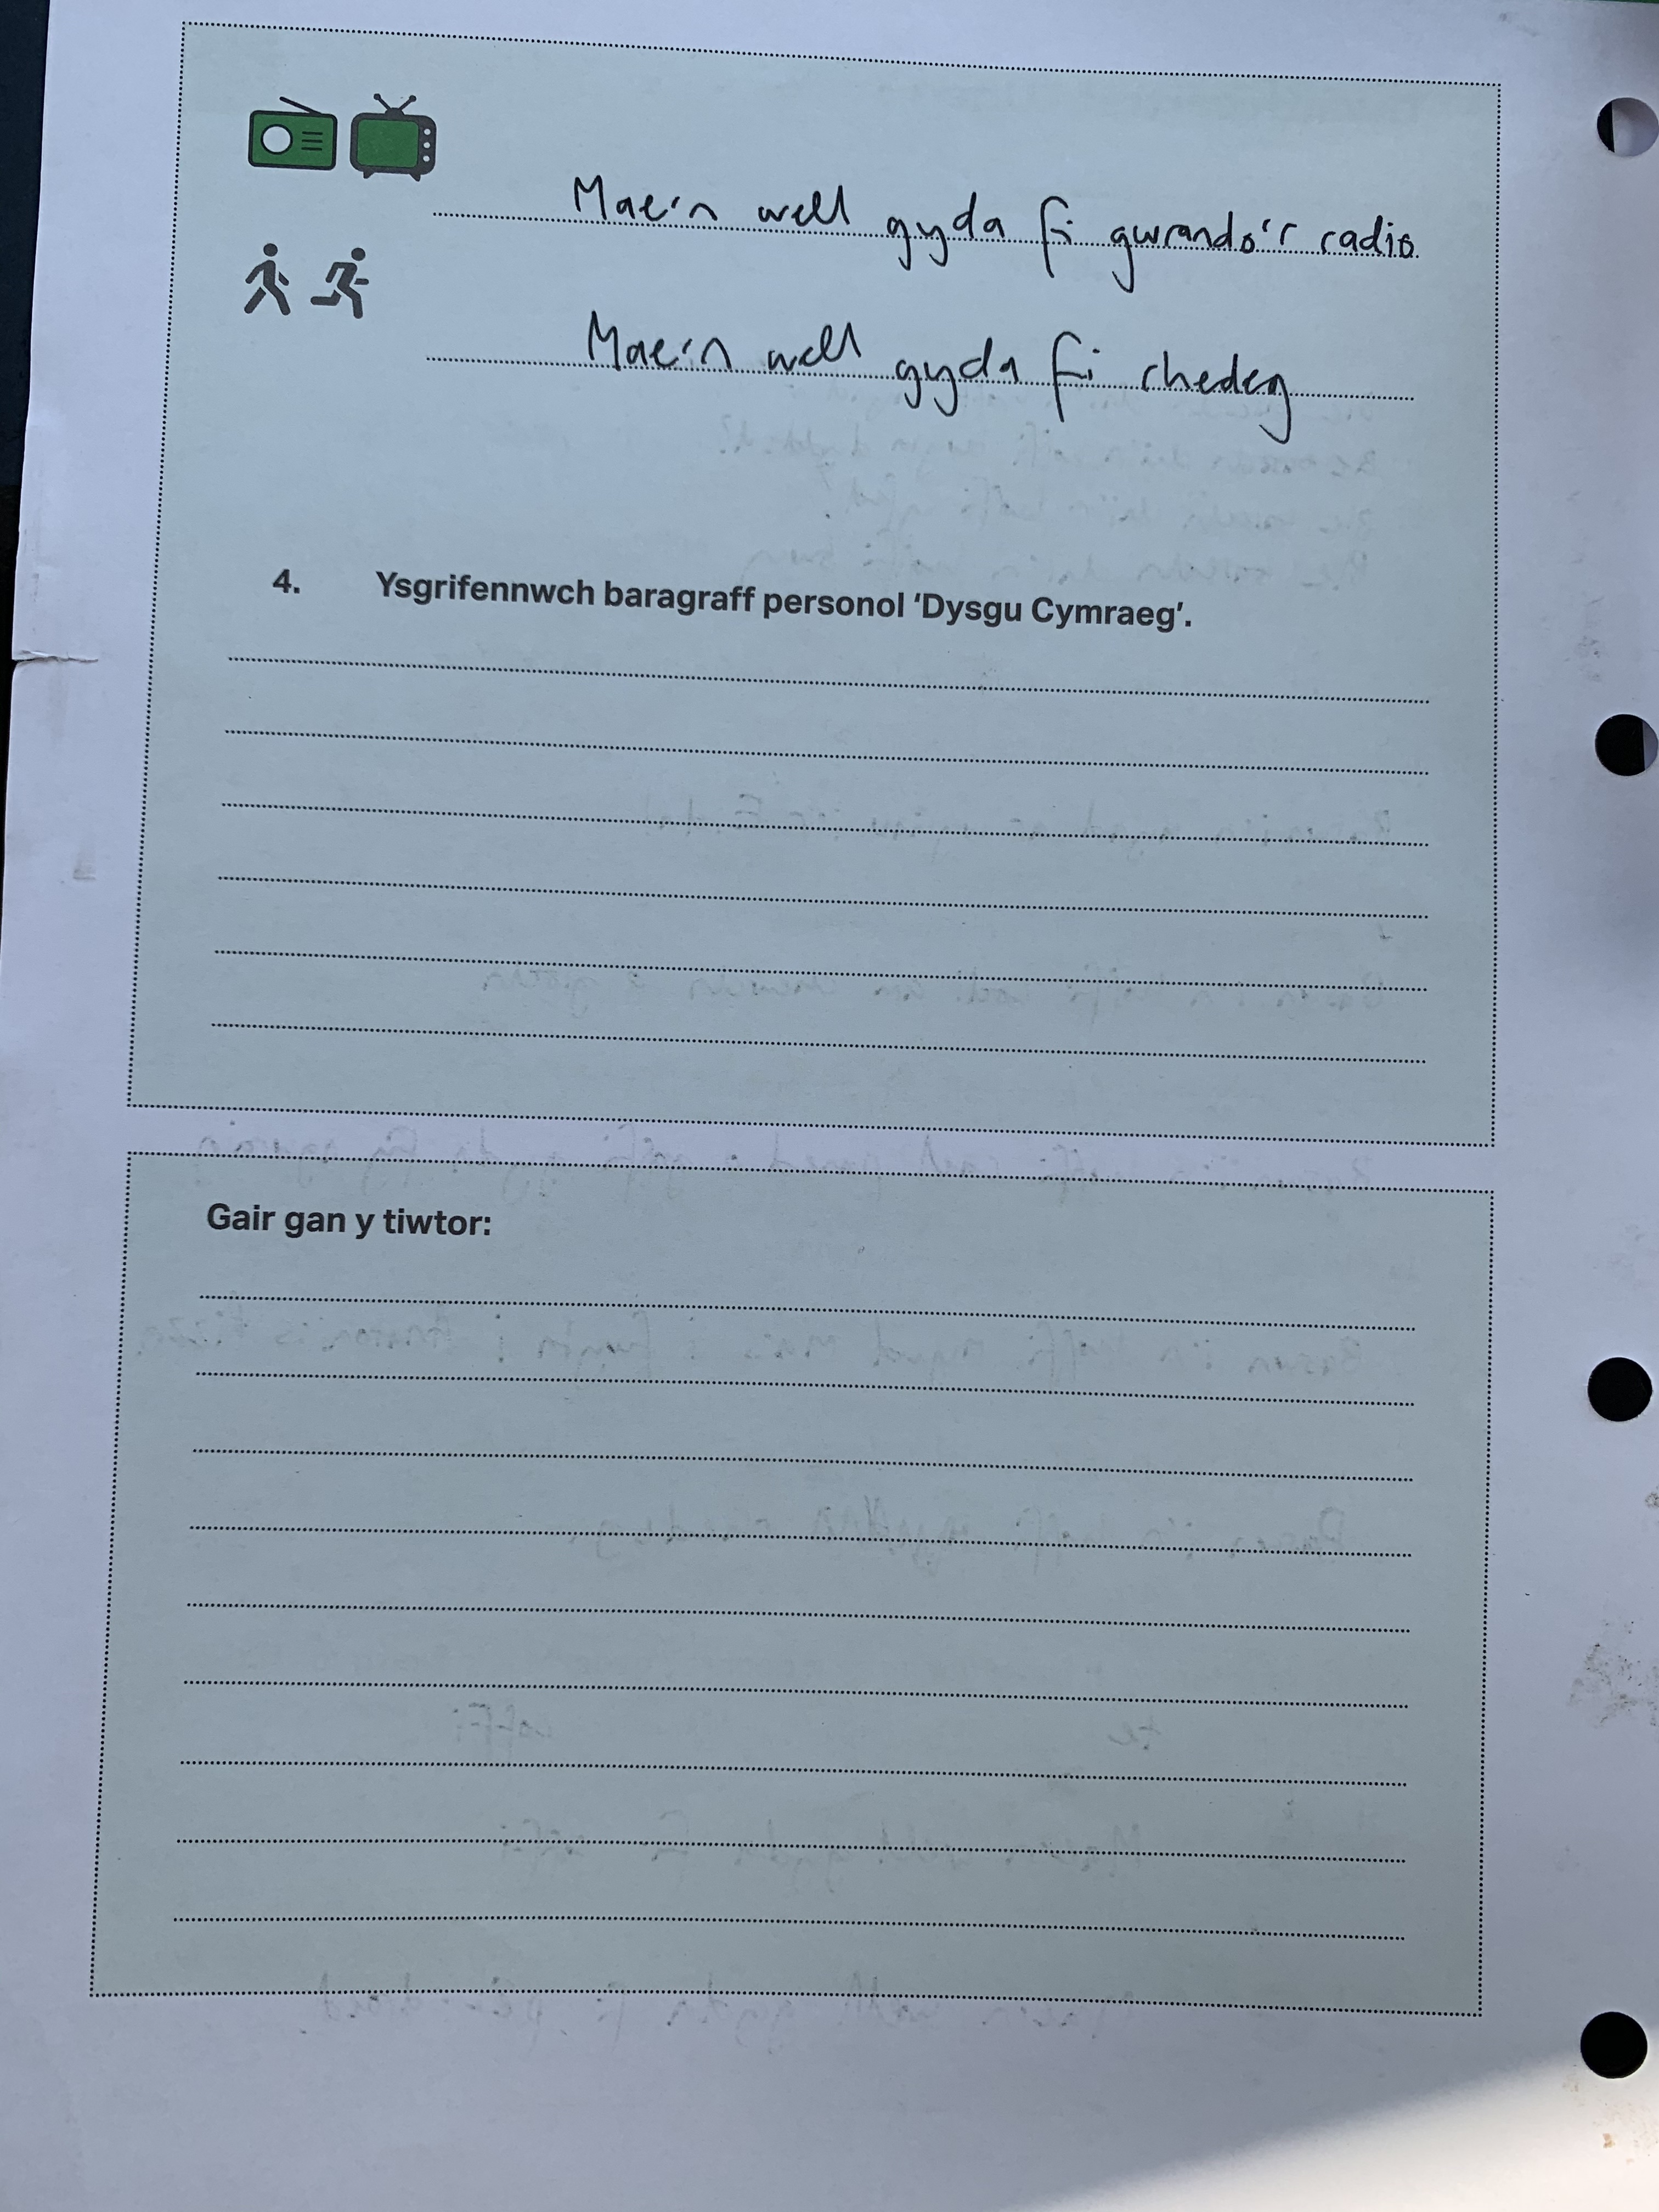 Mae'n well gyda fi gwrando'r radio
Mae'n well gyda fi rhedeg
4. Ysgrifennwch baragraff personol ‘Dysgu Cymraeg’.
Gair gan y tiwtor: